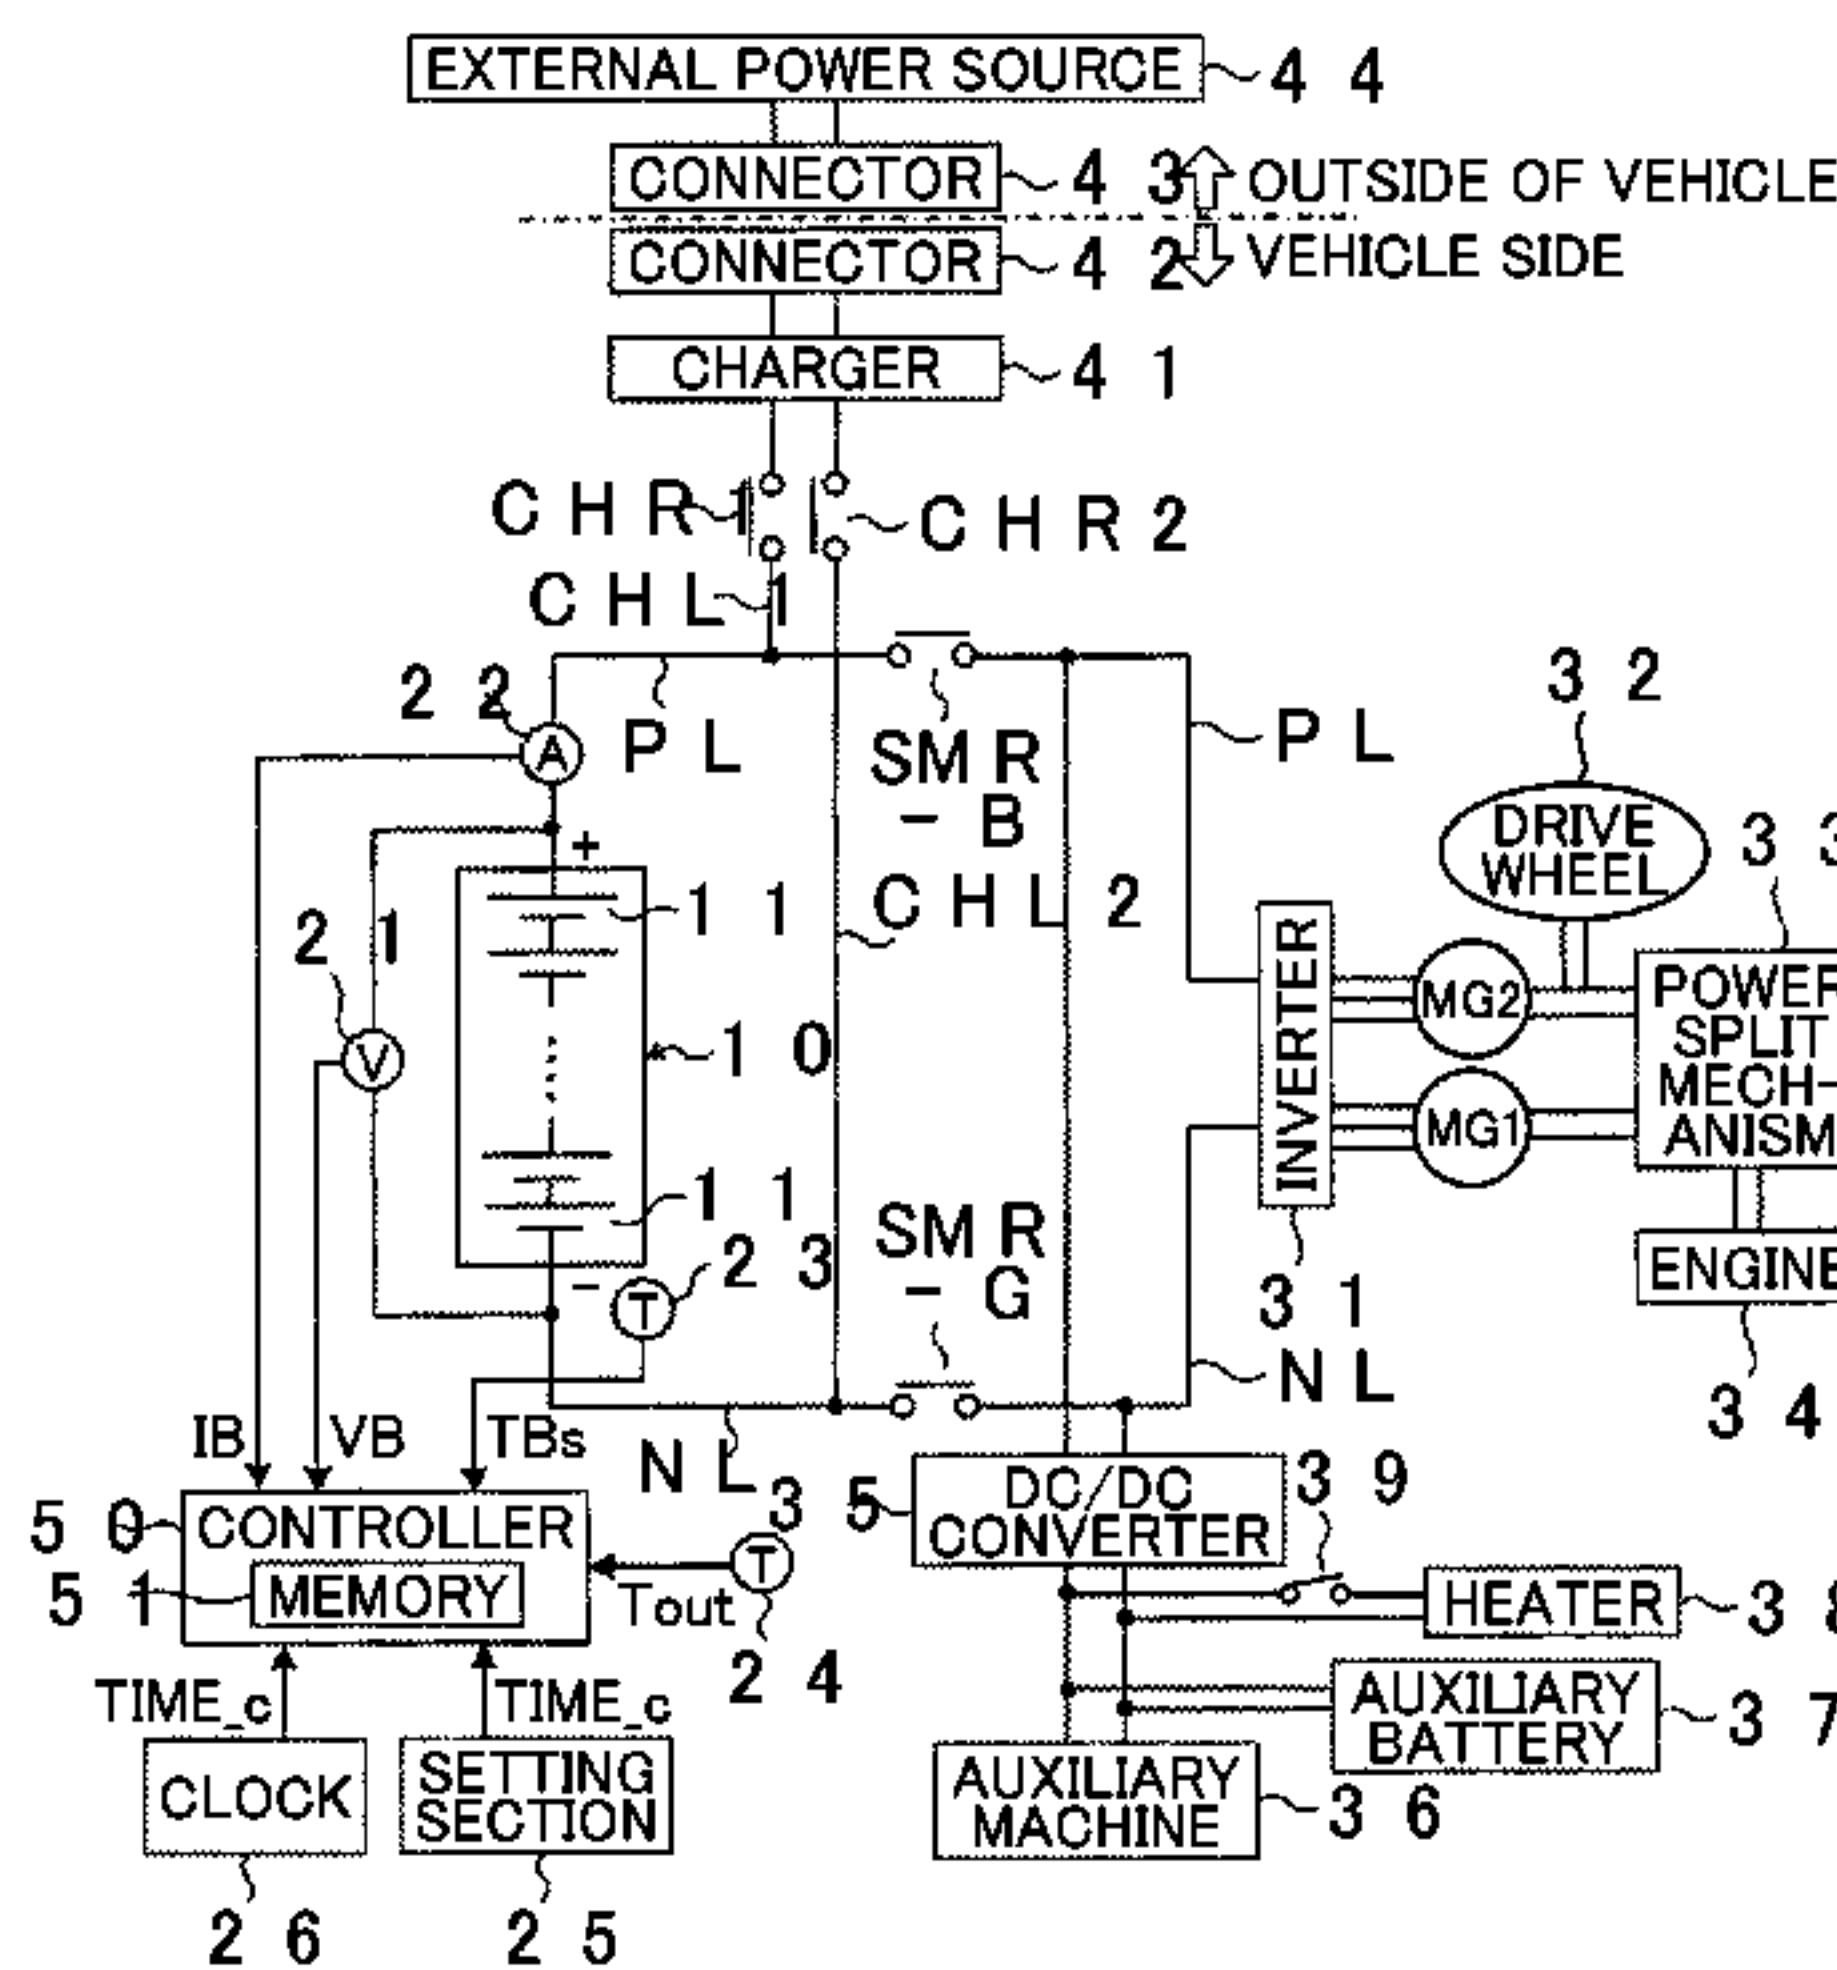 EXTERNAL POWER SOURCE 44
CONNECTOR 43 OUTSIDE OF VEHICLE
CONNECTOR 42 VEHICLE SIDE
CHARGER 41
CHR1
CHR2
CHL1
22
A
PL
SMR
-B
PL
32
DRIVE
WHEEL
33
CHL2
+
11
21
V
10
INVERTER
MG2
MG1
POWER
SPLIT
MECH-
ANISM
11
SMR
-G
23
-
T
31
ENGINE
34
NL
IB
VB
TBs
NL
35
DC/DC
CONVERTER
39
50
CONTROLLER
51
MEMORY
T
Tout
24
HEATER 38
TIME_c
TIME_c
AUXILIARY
BATTERY
37
CLOCK
SETTING
SECTION
AUXILIARY
MACHINE
36
26
25